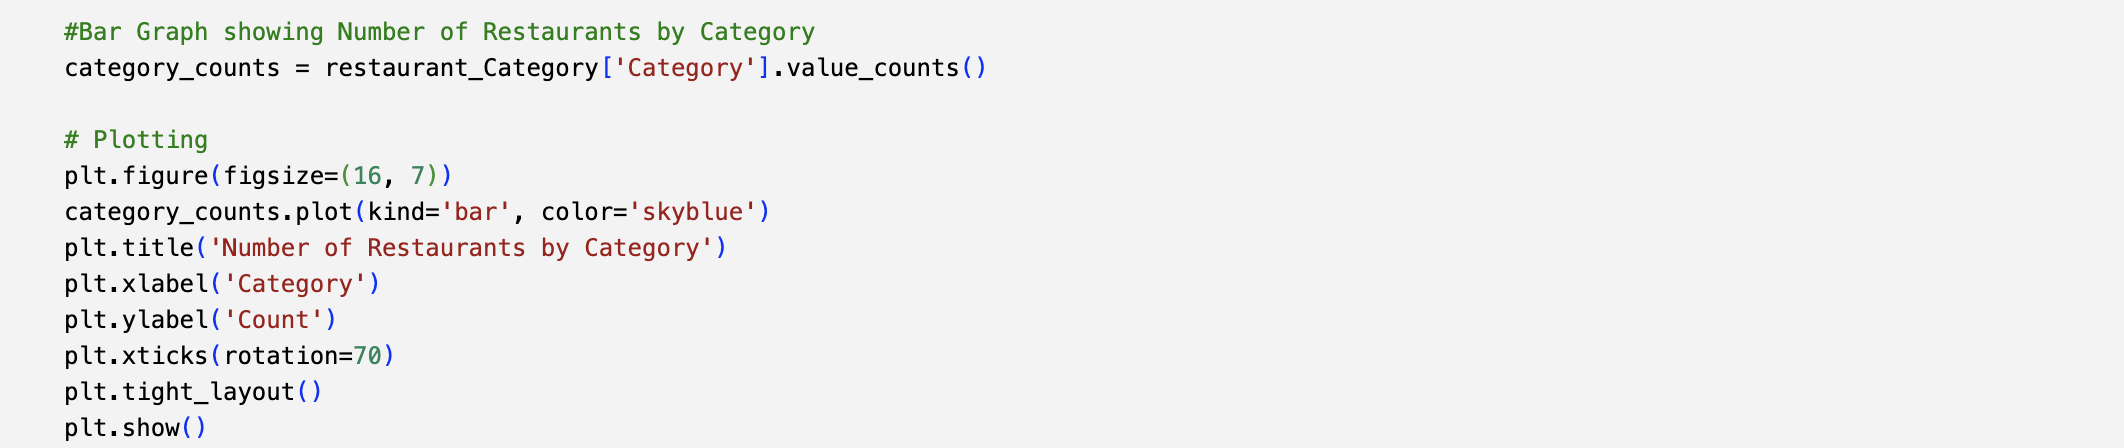 #Bar Graph showing Number of Restaurants by Category
category_counts = restaurant_Category['Category'].value_counts()
# Plotting
plt.figure(figsize=(16, 7))
category_counts.plot(kind='bar', color='skyblue')
plt.title('Number of Restaurants by Category')
plt.xlabel('Category')
plt.ylabel('Count')
plt.xticks(rotation=70)
plt.tight_layout()
plt.show()